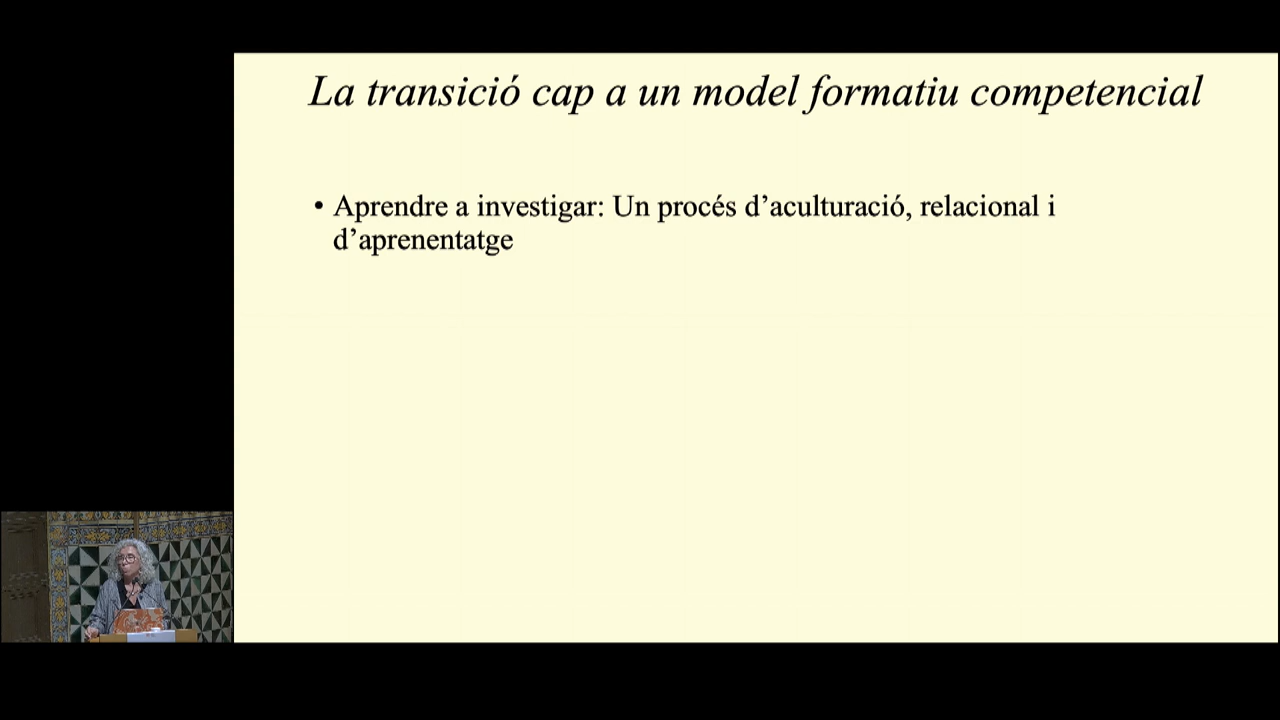 La transició cap a un model formatiu competencial
• Aprendre a investigar: Un procés d’aculturació, relacional i
d’aprenentatge